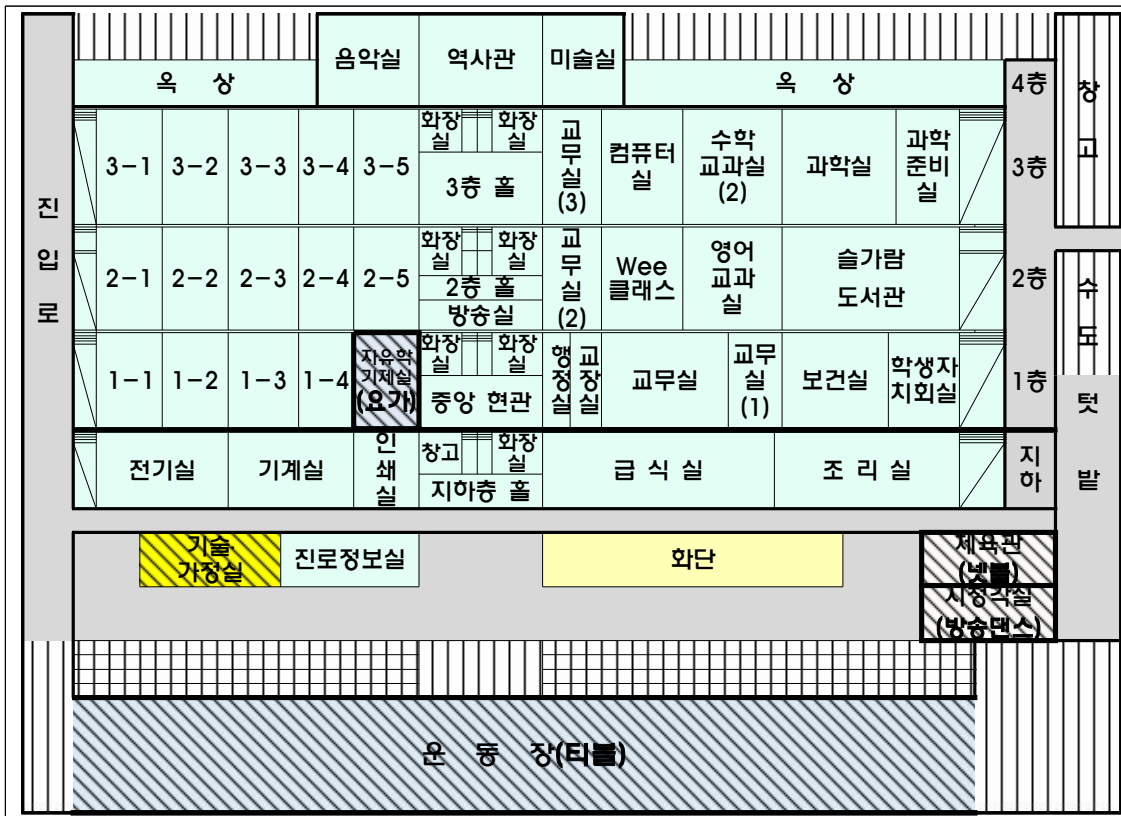 음악실
역사관
미술실
옥 상
옥 상
4층
창
고
3-1
3-2
3-3
3-4
3-5
화장
실
화장
실
3층 홀
교
무
실
(3)
컴퓨터
실
수학
교과실
(2)
과학실
과학
준비
실
3층
진
입
로
2-1
2-2
2-3
2-4
2-5
화장
실
화장
실
2층 홀
방송실
교
무
실
(2)
Wee
클래스
영어
교과
실
슬가람
도서관
2층
수
도
1-1
1-2
1-3
1-4
자유학
기제실
(요가)
화장
실
화장
실
중앙 현관
행
정
실
교
장
실
교무실
교무
실
(1)
보건실
학생자
치회실
1층
텃
밭
전기실
기계실
인
쇄
실
창고
화장
실
지하층 홀
급 식 실
조 리 실
지
하
기술·
가정실
진로정보실
화단
체육관
(넷볼)
시청각실
(방송댄스)
운 동 장(티볼)